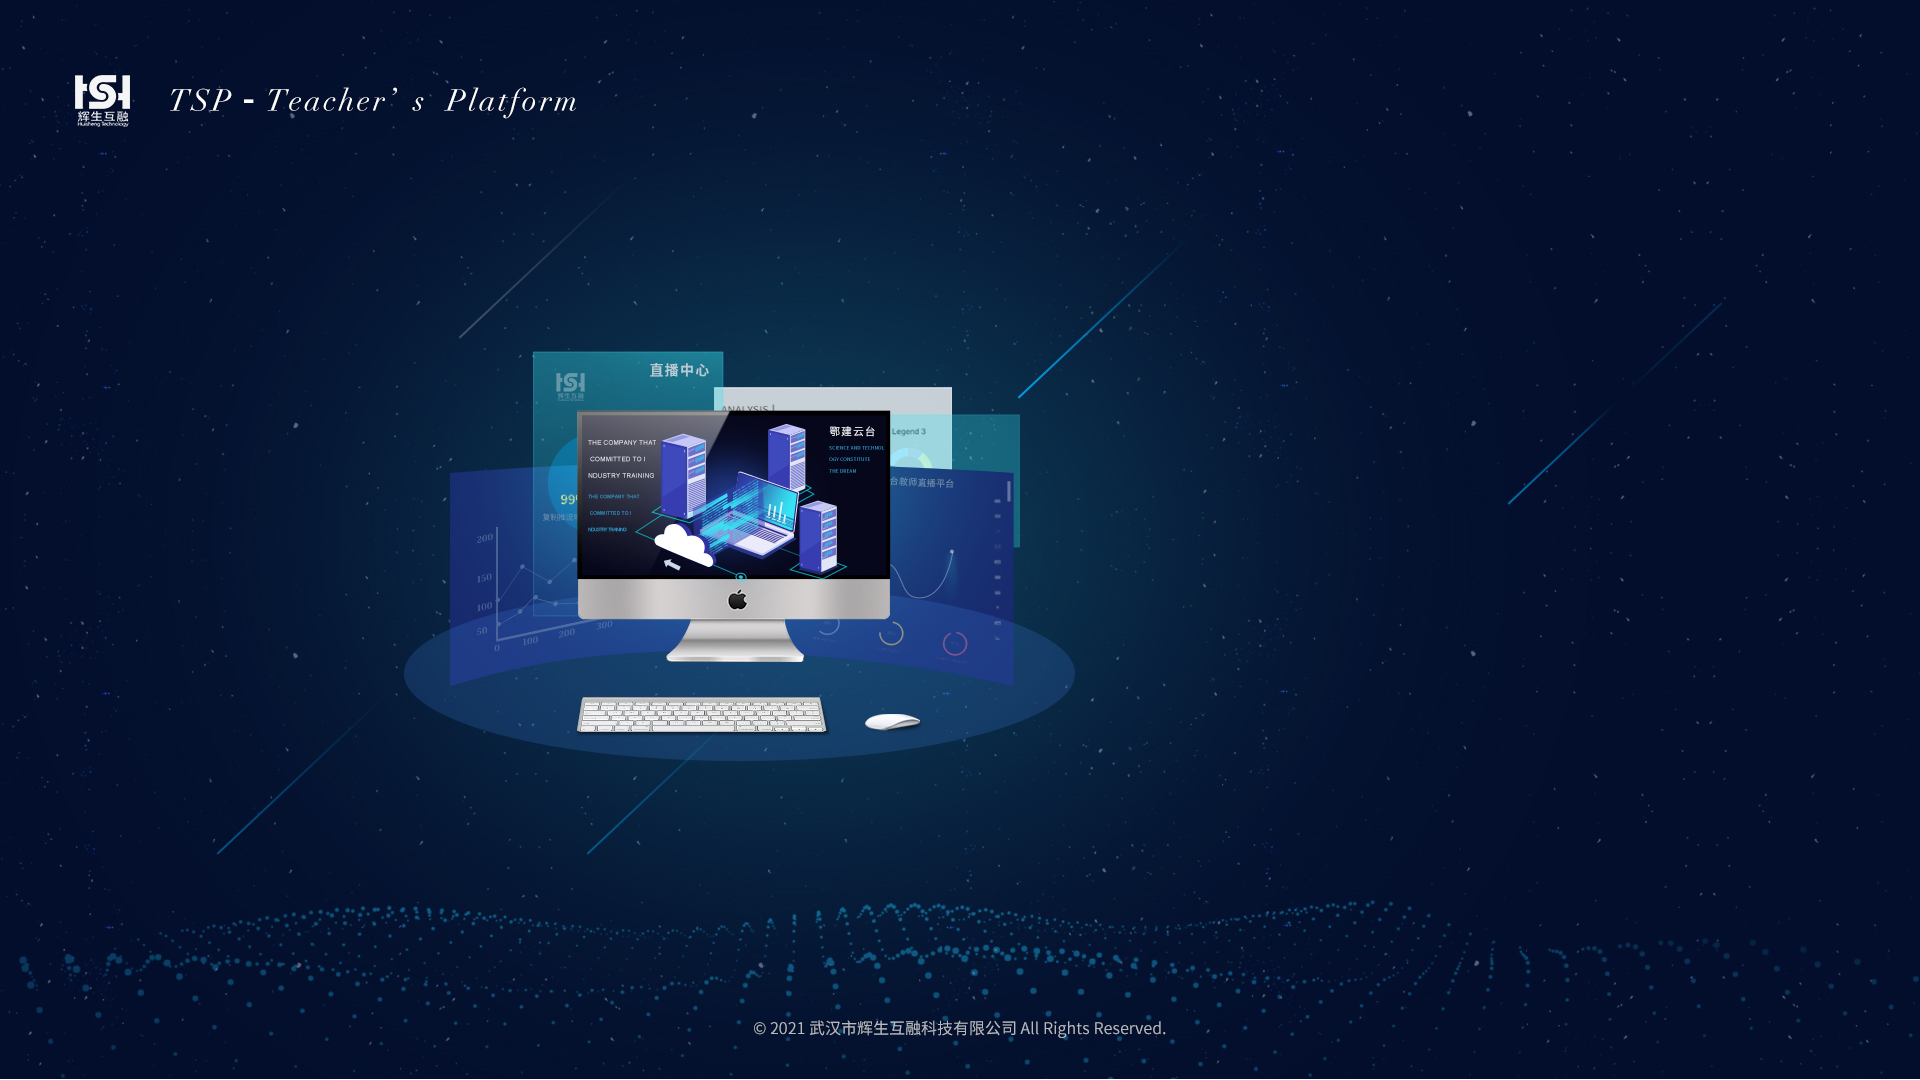 辉生互融
Huisheng Technology
TSP - Teacher's Platform
直播中心
辉生互融
ANALYSIS
Legend 3
THE COMPANY THAT
COMMITTED TO I
NDUSTRY TRAINING
THE COMPANY THAT
COMMITTED TO I
NDUSTRY TRAINING
鄂建云台
SCIENCE AND TECHNOL
OGY CONSTITUTE
THE DREAM
台教师直播平台
99
200
150
100
50
0
100
200
300
© 2021 武汉市辉生互融科技有限公司 All Rights Reserved.